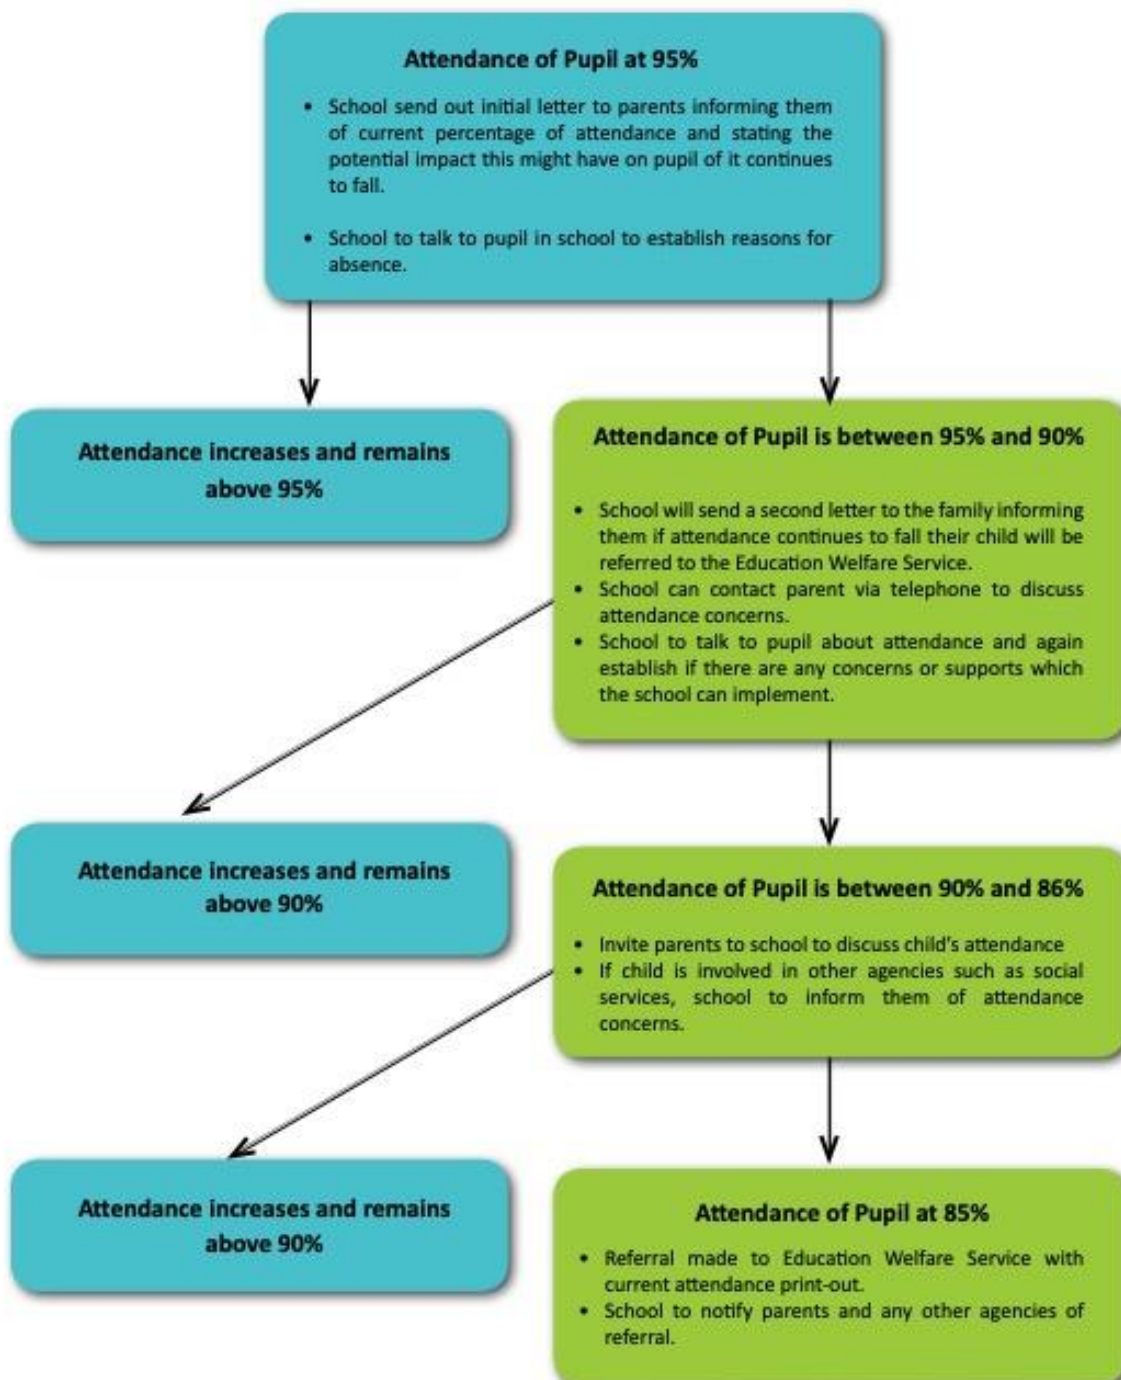 Attendance of Pupil at 95%
• School send out initial letter to parents informing them
of current percentage of attendance and stating the
potential impact this might have on pupil of it continues
to fall.
• School to talk to pupil in school to establish reasons for
absence.
Attendance increases and remains
above 95%
Attendance of Pupil is between 95% and 90%
• School will send a second letter to the family informing
them if attendance continues to fall their child will be
referred to the Education Welfare Service.
• School can contact parent via telephone to discuss
attendance concerns.
• School to talk to pupil about attendance and again
establish if there are any concerns or supports which
the school can implement.
Attendance increases and remains
above 90%
Attendance of Pupil is between 90% and 86%
• Invite parents to school to discuss child's attendance
• If child is involved in other agencies such as social
services, school to inform them of attendance
concerns.
Attendance increases and remains
above 90%
Attendance of Pupil at 85%
• Referral made to Education Welfare Service with
current attendance print-out.
• School to notify parents and any other agencies of
referral.